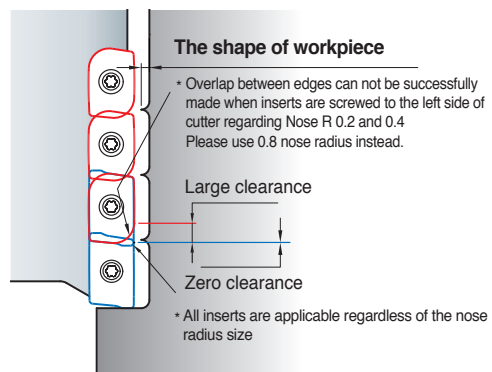 The shape of workpiece
* Overlap between edges can not be successfully
made when inserts are screwed to the left side of
cutter regarding Nose R 0.2 and 0.4
Please use 0.8 nose radius instead.
Large clearance
Zero clearance
* All inserts are applicable regardless of the nose
radius size